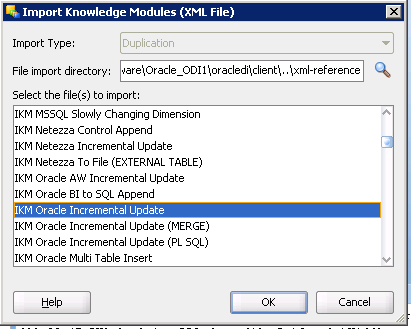 Import Knowledge Modules (XML File)
Import Type: Duplication
File import directory: ware\Oracle_ODI1\oracledi\client\..\xml-reference
Select the file(s) to import:
IKM MSSQL Slowly Changing Dimension
IKM Netezza Control Append
IKM Netezza Incremental Update
IKM Netezza To File (EXTERNAL TABLE)
IKM Oracle AW Incremental Update
IKM Oracle BI to SQL Append
IKM Oracle Incremental Update
IKM Oracle Incremental Update (MERGE)
IKM Oracle Incremental Update (PL SQL)
IKM Oracle Multi Table Insert
Help OK Cancel